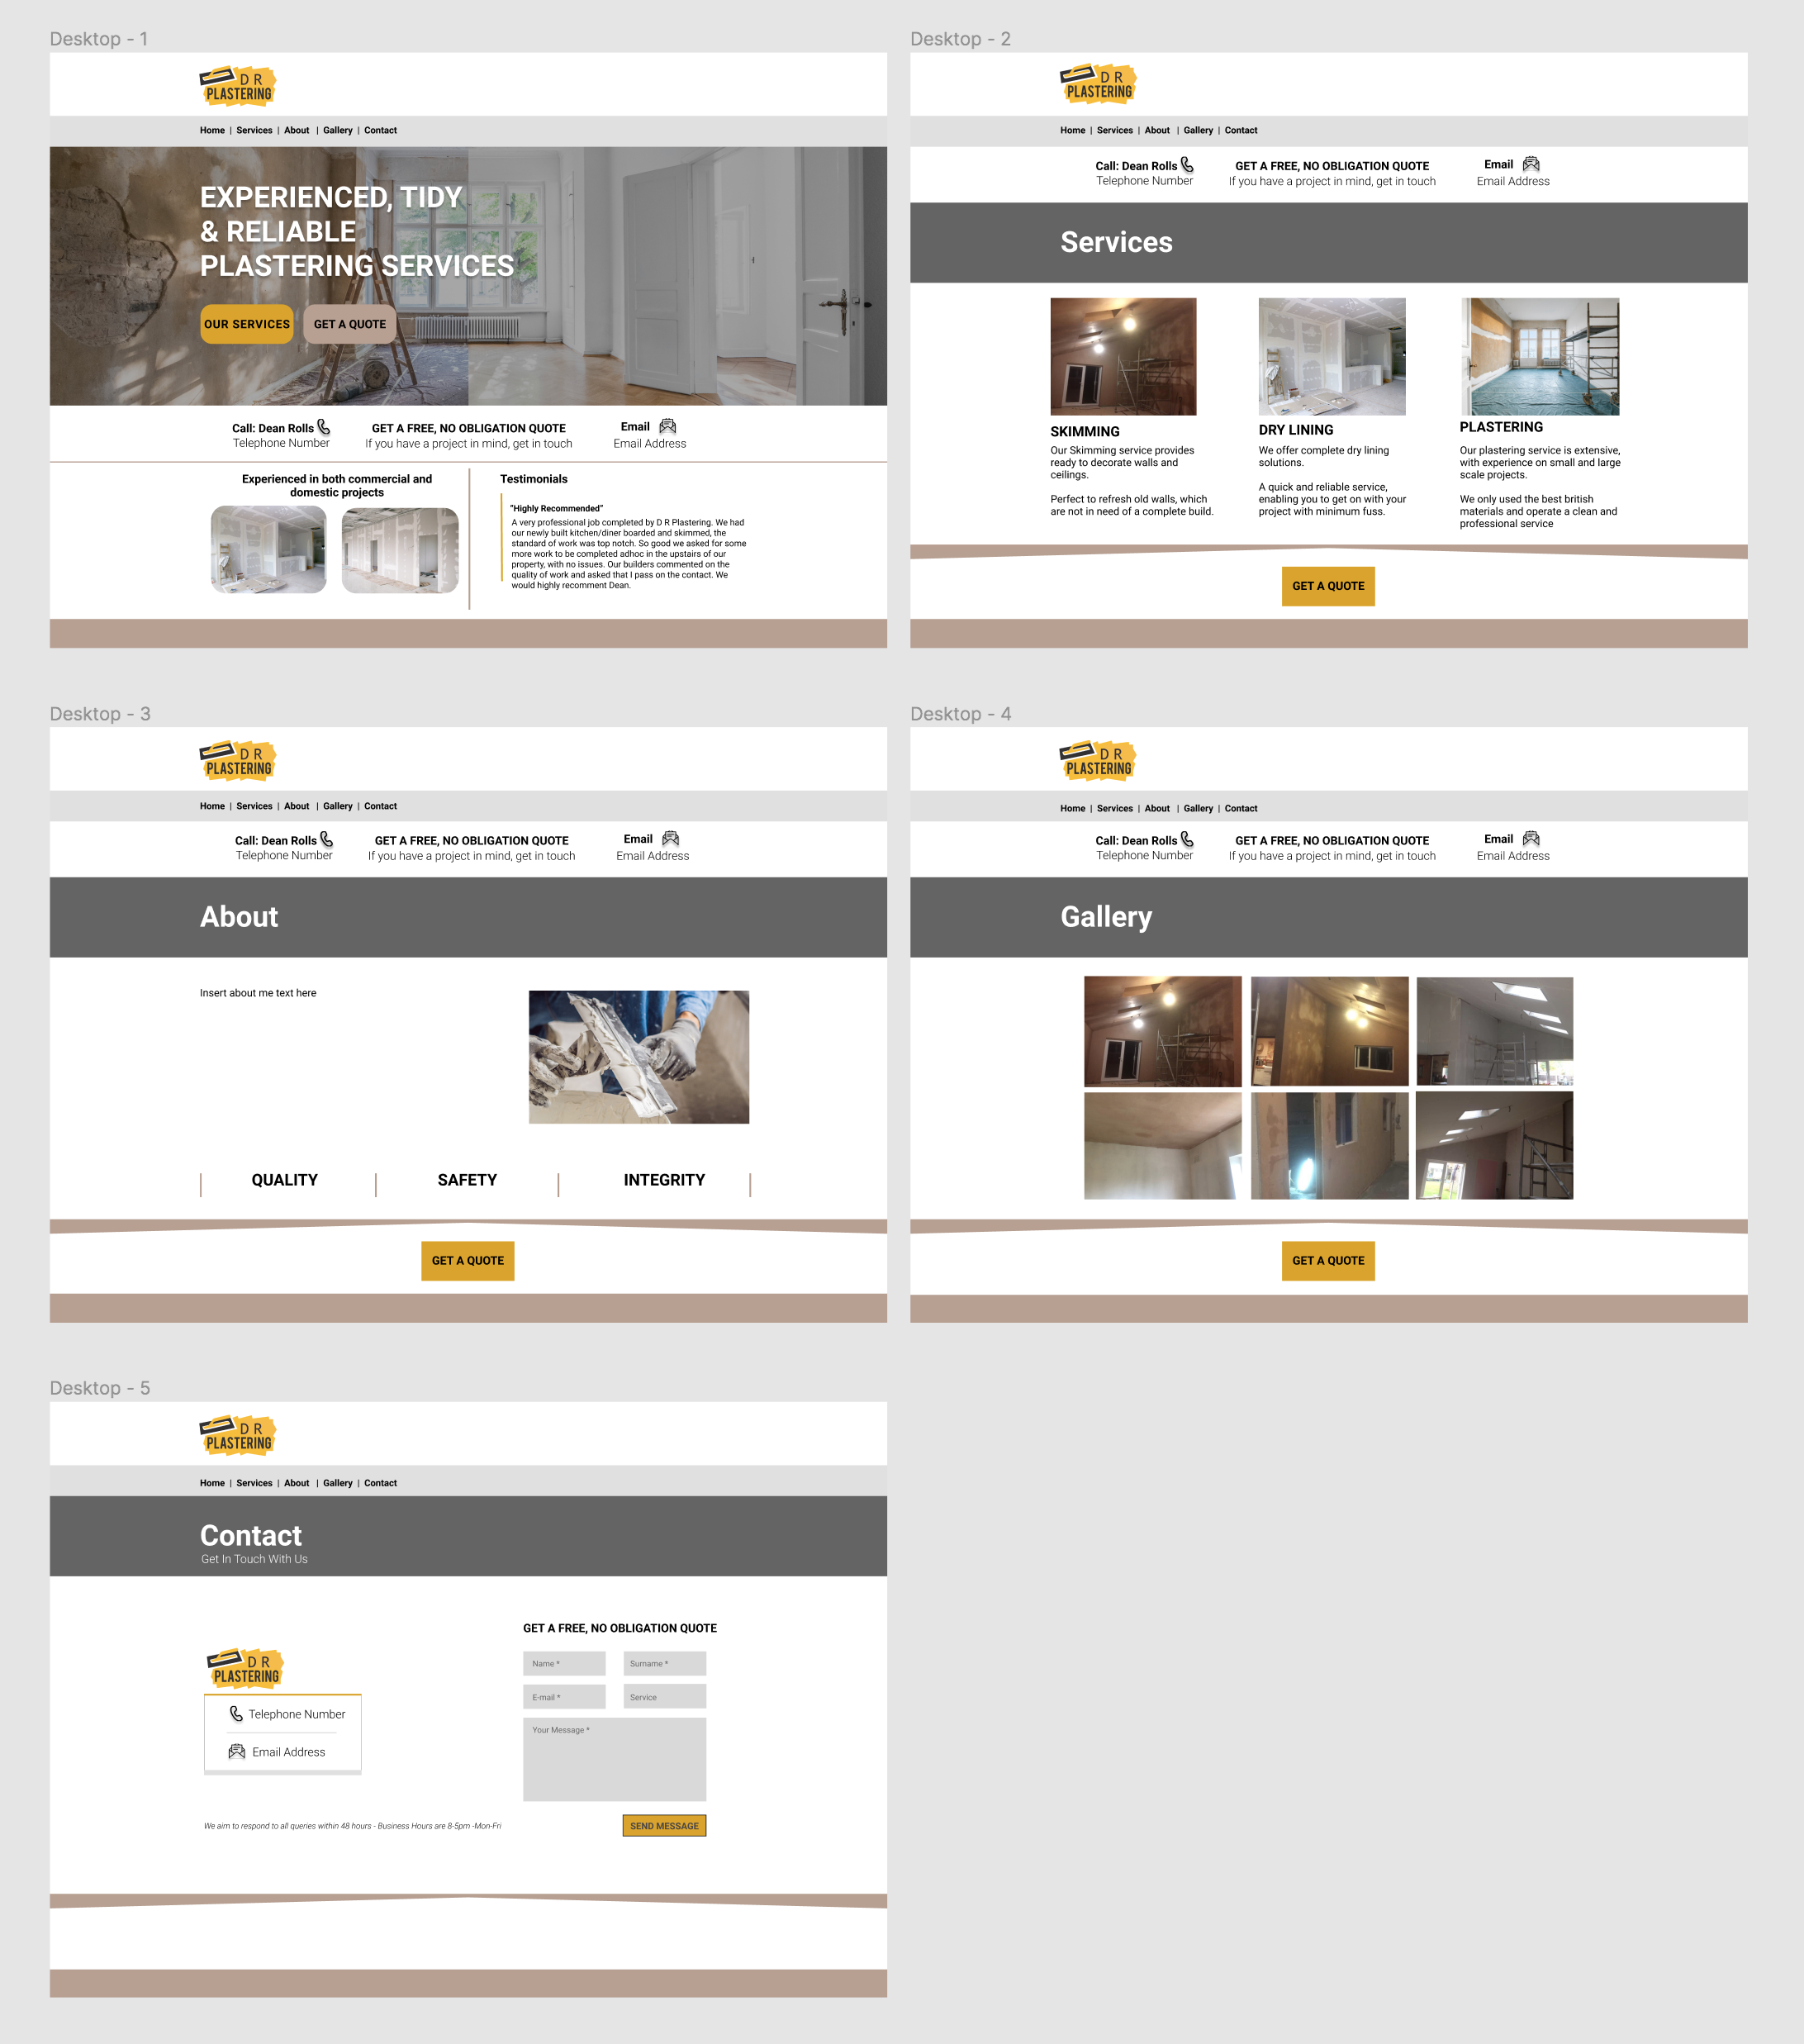 Desktop - 1
D R
PLASTERING
Home | Services | About | Gallery | Contact
EXPERIENCED, TIDY
& RELIABLE
PLASTERING SERVICES
OUR SERVICES
GET A QUOTE
Call: Dean Rolls
Telephone Number
GET A FREE, NO OBLIGATION QUOTE
If you have a project in mind, get in touch
Email
Email Address
Experienced in both commercial and
domestic projects
Testimonials
"Highly Recommended"
A very professional job completed by D R Plastering. We had
our newly built kitchen/diner boarded and skimmed, the
standard of work was top notch. So good we asked for some
more work to be completed adhoc in the upstairs of our
property, with no issues. Our builders commented on the
quality of work and asked that I pass on the contact. We
would highly recomment Dean.
Desktop - 2
D R
PLASTERING
Home | Services | About | Gallery | Contact
Call: Dean Rolls
Telephone Number
GET A FREE, NO OBLIGATION QUOTE
If you have a project in mind, get in touch
Email
Email Address
Services
SKIMMING
Our Skimming service provides
ready to decorate walls and
ceilings.
Perfect to refresh old walls, which
are not in need of a complete build.
DRY LINING
We offer complete dry lining
solutions.
A quick and reliable service,
enabling you to get on with your
project with minimum fuss.
PLASTERING
Our plastering service is extensive,
with experience on small and large
scale projects.
We only used the best british
materials and operate a clean and
professional service
GET A QUOTE
Desktop - 3
D R
PLASTERING
Home | Services | About | Gallery | Contact
Call: Dean Rolls
Telephone Number
GET A FREE, NO OBLIGATION QUOTE
If you have a project in mind, get in touch
Email
Email Address
About
Insert about me text here
QUALITY
SAFETY
INTEGRITY
GET A QUOTE
Desktop - 4
D R
PLASTERING
Home | Services | About | Gallery | Contact
Call: Dean Rolls
Telephone Number
GET A FREE, NO OBLIGATION QUOTE
If you have a project in mind, get in touch
Email
Email Address
Gallery
GET A QUOTE
Desktop - 5
D R
PLASTERING
Home | Services | About | Gallery | Contact
Contact
Get In Touch With Us
D R
PLASTERING
Telephone Number
Email Address
We aim to respond to all queries within 48 hours - Business Hours are 8-5pm -Mon-Fri
GET A FREE, NO OBLIGATION QUOTE
Name *
Surname *
E-mail *
Service
Your Message *
SEND MESSAGE